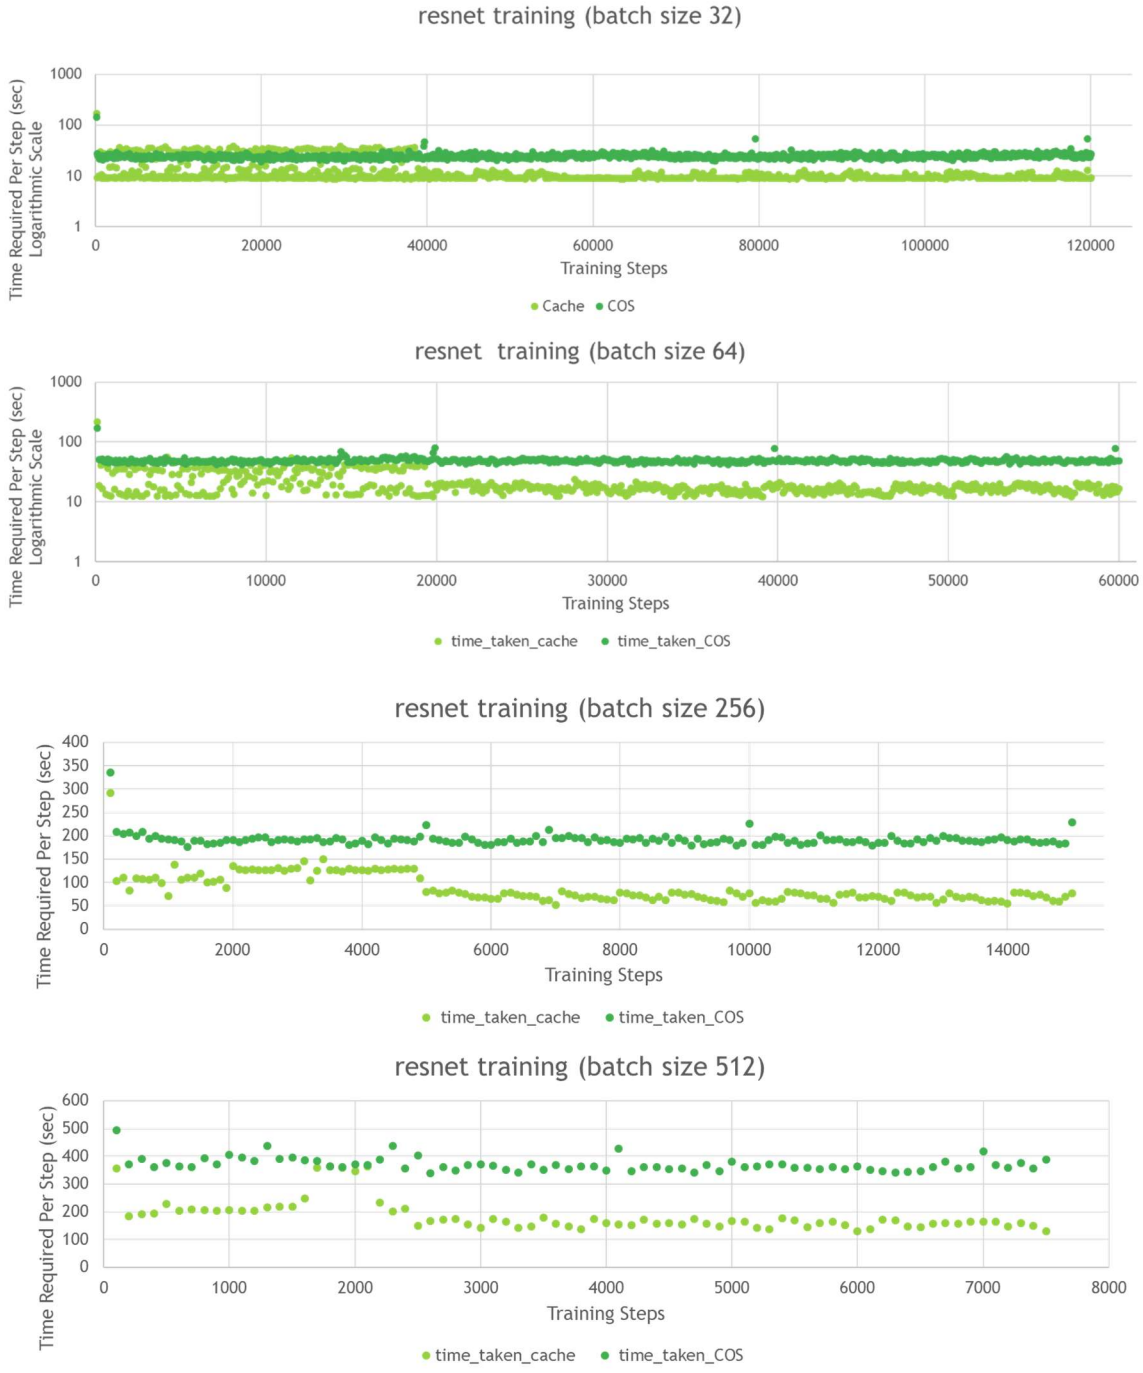 resnet training (batch size 32)
Time Required Per Step (sec)
Logarithmic Scale
1000
100
10
1
0 20000 40000 60000 80000 100000 120000
Training Steps
Cache COS
resnet training (batch size 64)
Time Required Per Step (sec)
Logarithmic Scale
1000
100
10
1
0 10000 20000 30000 40000 50000 60000
Training Steps
time_taken_cache time_taken_COS
resnet training (batch size 256)
Time Required Per Step (sec)
400
350
300
250
200
150
100
50
0
0 2000 4000 6000 8000 10000 12000 14000
Training Steps
time_taken_cache time_taken_COS
resnet training (batch size 512)
Time Required Per Step (sec)
600
500
400
300
200
100
0
0 1000 2000 3000 4000 5000 6000 7000 8000
Training Steps
time_taken_cache time_taken_COS